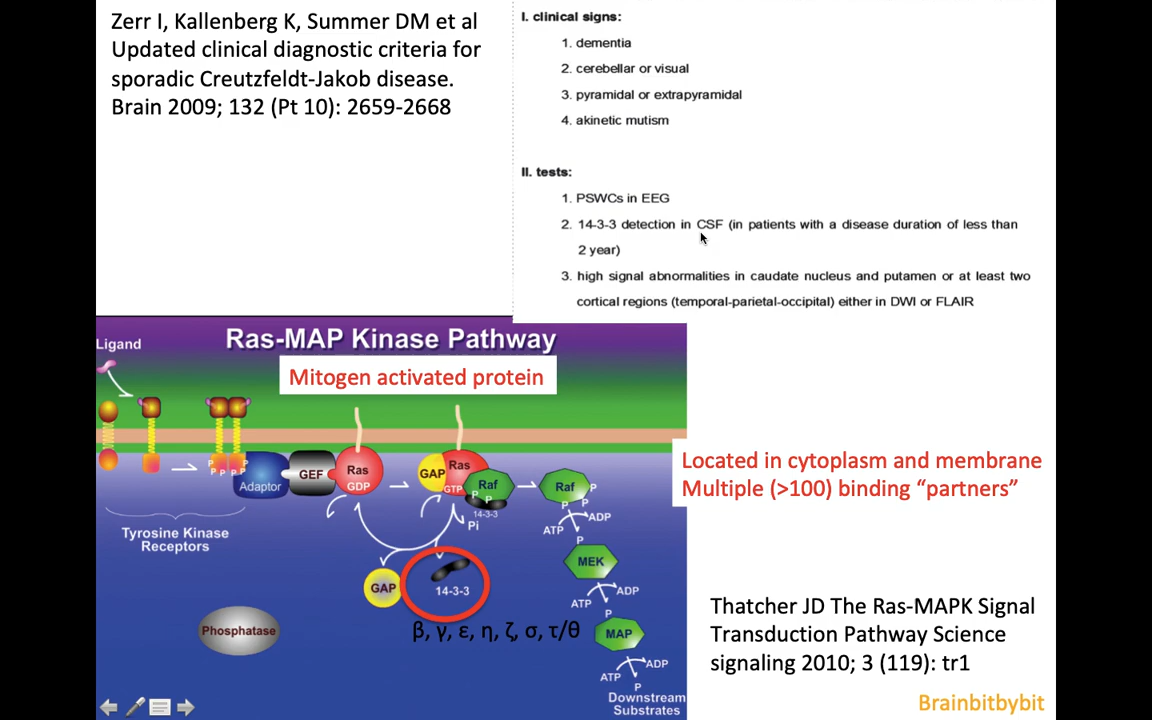 Zerr I, Kallenberg K, Summer DM et al
Updated clinical diagnostic criteria for
sporadic Creutzfeldt-Jakob disease.
Brain 2009; 132 (Pt 10): 2659-2668
I. clinical signs:
1. dementia
2. cerebellar or visual
3. pyramidal or extrapyramidal
4. akinetic mutism
II. tests:
1. PSWCs in EEG
2. 14-3-3 detection in CSF (in patients with a disease duration of less than
2 year)
3. high signal abnormalities in caudate nucleus and putamen or at least two
cortical regions (temporal-parietal-occipital) either in DWI or FLAIR
Ras-MAP Kinase Pathway
Mitogen activated protein
Ligand
P
P P P
P
Adaptor
GEF
Ras
GDP
GAP
Ras
GTP
Raf
P P
14-3-3
Pi
Raf
P
P P
ATP
ADP
P
MEK
ATP
ADP
P
MAP
ATP
ADP
P
Downstream
Substrates
Tyrosine Kinase
Receptors
GAP
14-3-3
Phosphatase
β, γ, ε, η, ζ, σ, τ/θ
Located in cytoplasm and membrane
Multiple (>100) binding “partners”
Thatcher JD The Ras-MAPK Signal
Transduction Pathway Science
signaling 2010; 3 (119): tr1
Brainbitbybit